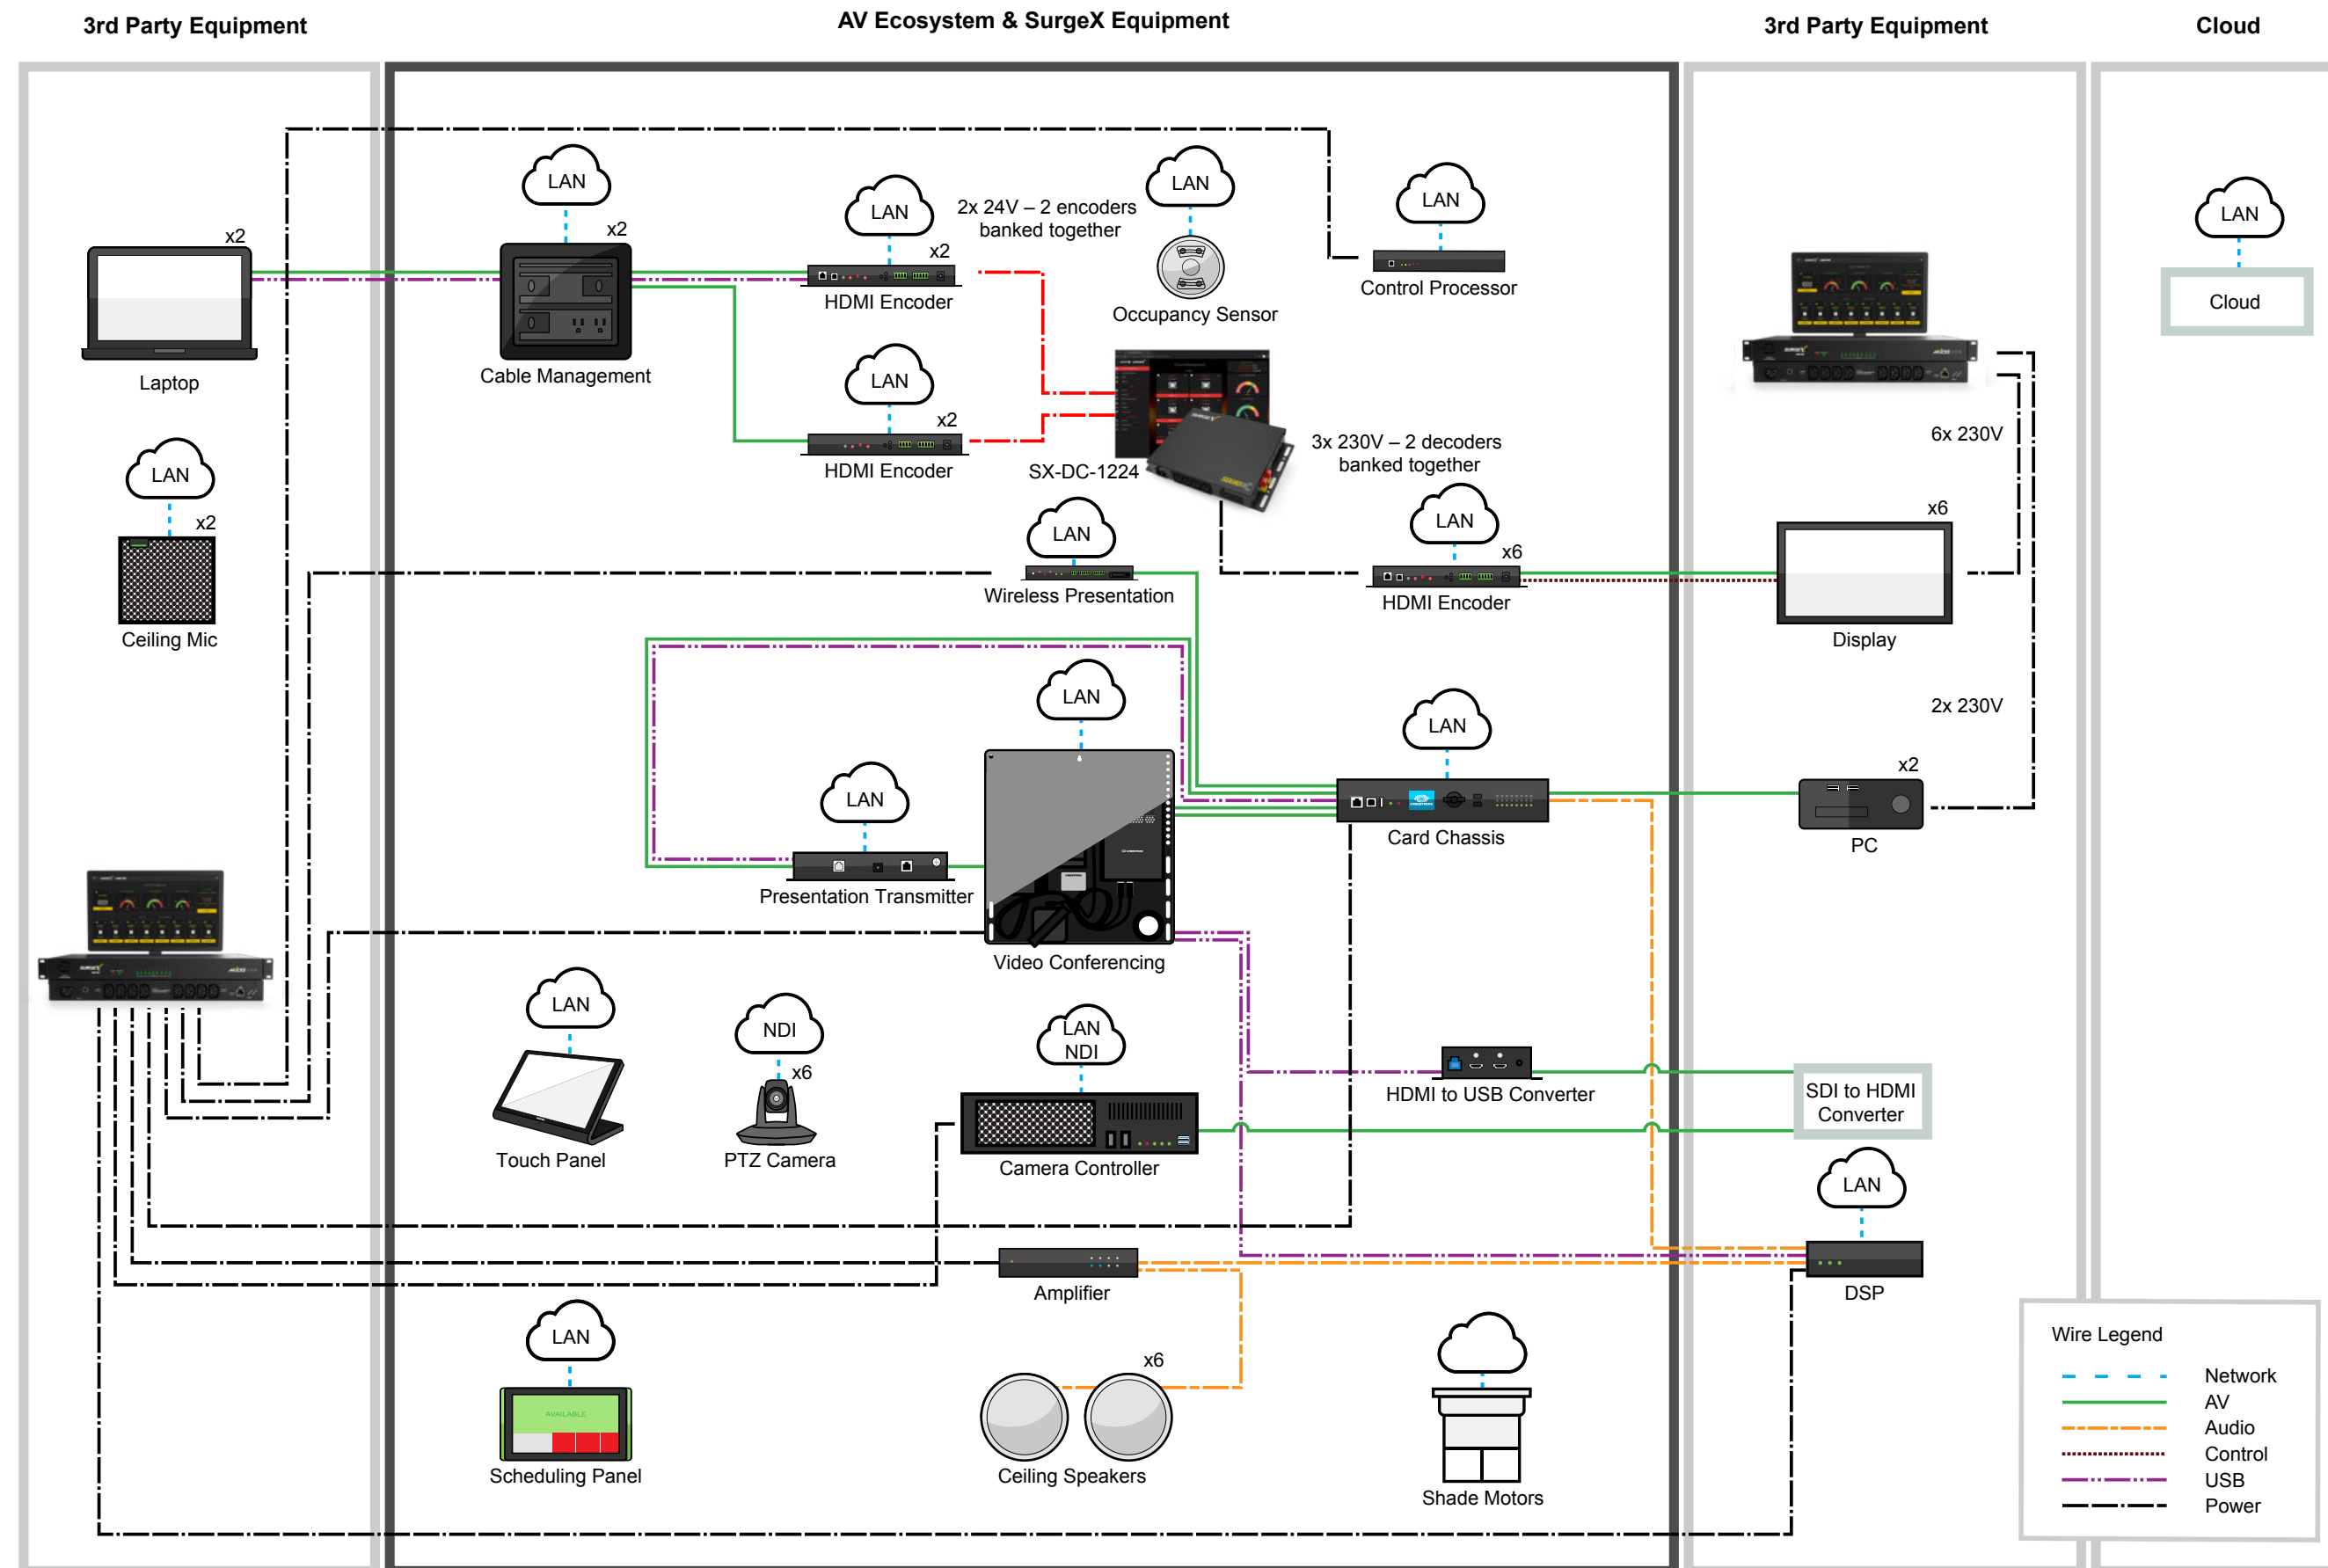 3rd Party Equipment
AV Ecosystem & SurgeX Equipment
3rd Party Equipment
Cloud
LAN
x2
Laptop
LAN
x2
Ceiling Mic
LAN
x2
Cable Management
LAN
x2
HDMI Encoder
2x 24V – 2 encoders
banked together
LAN
x2
HDMI Encoder
LAN
Occupancy Sensor
LAN
Control Processor
SX-DC-1224
3x 230V – 2 decoders
banked together
LAN
Wireless Presentation
LAN
x6
HDMI Encoder
LAN
Video Conferencing
LAN
Presentation Transmitter
LAN
Card Chassis
LAN
Touch Panel
NDI
x6
PTZ Camera
LAN
NDI
Camera Controller
HDMI to USB Converter
Amplifier
LAN
AVAILABLE
Scheduling Panel
x6
Ceiling Speakers
Shade Motors
6x 230V
x6
Display
2x 230V
x2
PC
SDI to HDMI
Converter
LAN
DSP
Cloud
Wire Legend
Network
AV
Audio
Control
USB
Power